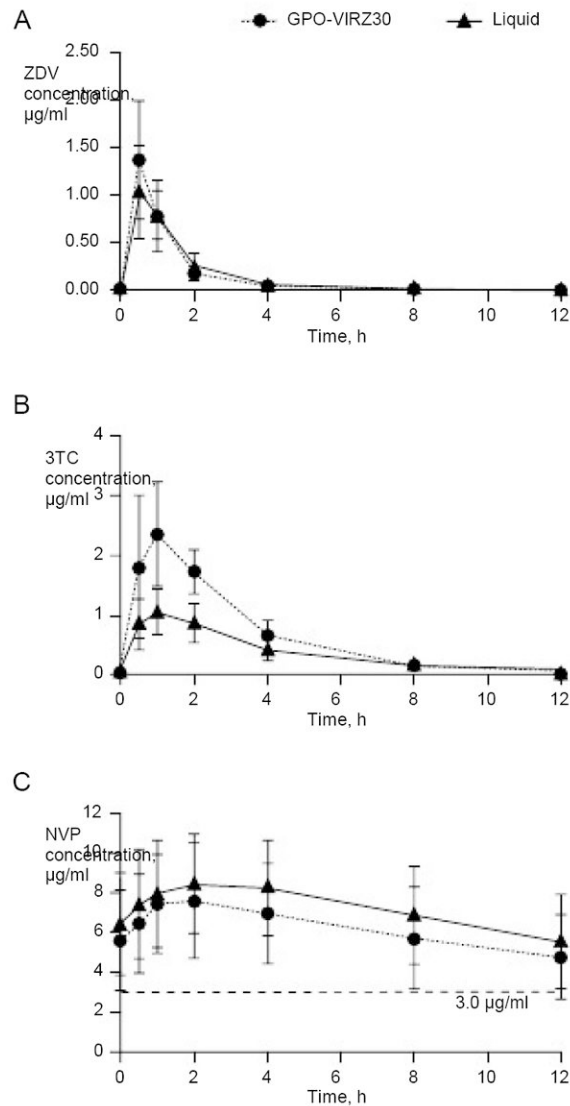 A
GPO-VIRZ30
Liquid
ZDV
concentration,
µg/ml
2.50
2.00
1.50
1.00
0.50
0.00
0 2 4 6 8 10 12
Time, h
B
3TC
concentration,
µg/ml
4
3
2
1
0
0 2 4 6 8 10 12
Time, h
C
NVP
concentration,
µg/ml
12
10
8
6
4
2
0
3.0 µg/ml
0 2 4 6 8 10 12
Time, h